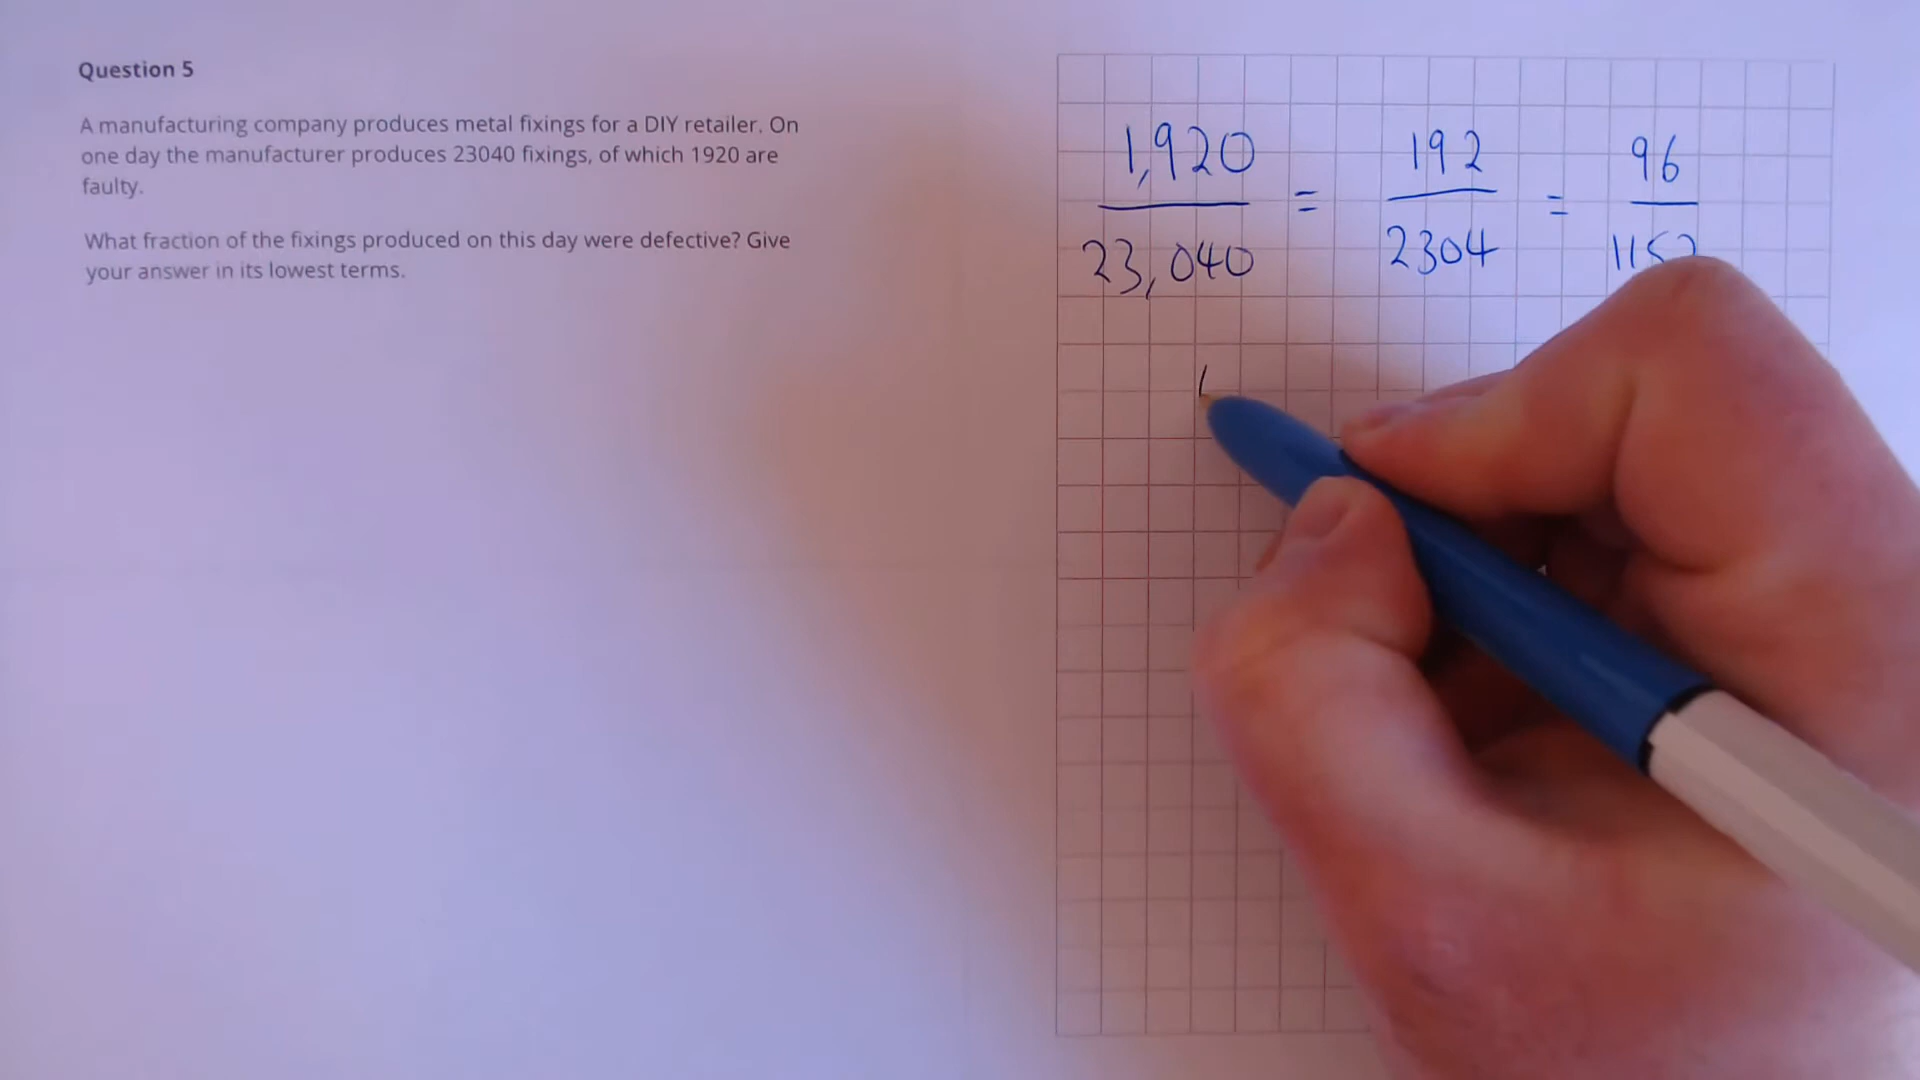 Question 5
A manufacturing company produces metal fixings for a DIY retailer. On
one day the manufacturer produces 23040 fixings, of which 1920 are
faulty.
What fraction of the fixings produced on this day were defective? Give
your answer in its lowest terms.
1,920 = 192 = 96
23,040 2304 1152